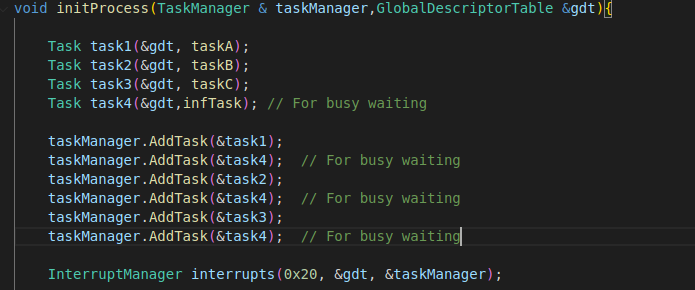 void initProcess(TaskManager & taskManager,GlobalDescriptorTable &gdt){
Task task1(&gdt, taskA);
Task task2(&gdt, taskB);
Task task3(&gdt, taskC);
Task task4(&gdt,infTask); // For busy waiting
taskManager.AddTask(&task1);
taskManager.AddTask(&task4);  // For busy waiting
taskManager.AddTask(&task2);
taskManager.AddTask(&task4);  // For busy waiting
taskManager.AddTask(&task3);
taskManager.AddTask(&task4);  // For busy waiting
InterruptManager interrupts(0x20, &gdt, &taskManager);